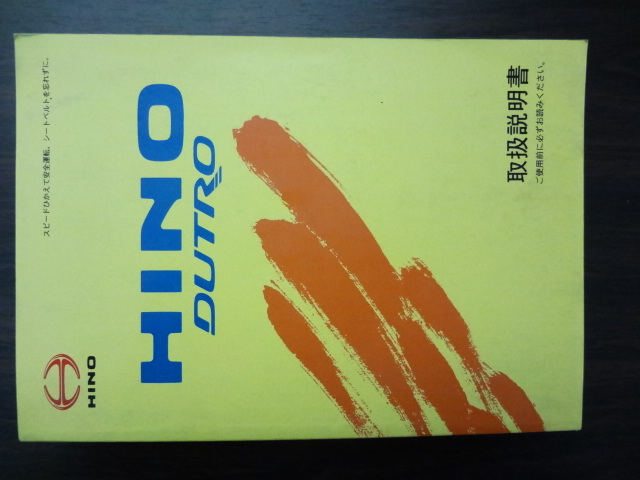 スピードひかえて安全運転、シートベルトを忘れずに。
HINO
DUTRO
取扱説明書
ご使用前に必ずお読みください。
HINO